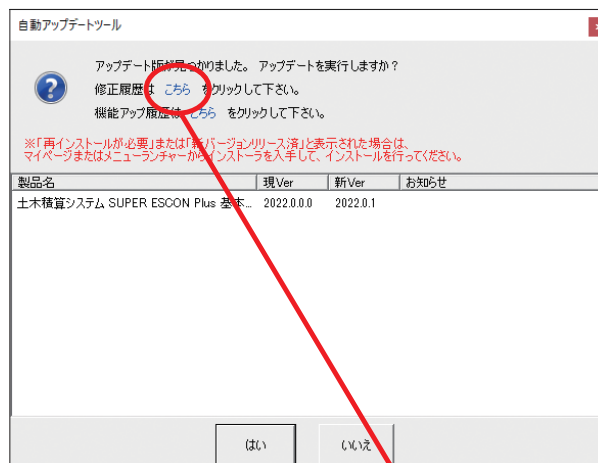 自動アップデートツール
アップデート版が見つかりました。 アップデートを実行しますか？
修正履歴は こちら をクリックして下さい。
機能アップ履歴は こちら をクリックして下さい。
※「再インストールが必要」または「新バージョンリリース済」と表示された場合は、
マイページまたはメニューランチャーからインストーラを入手して、インストールを行ってください。
製品名 現Ver 新Ver お知らせ
土木積算システム SUPER ESCON Plus 基本... 2022.0.0.0 2022.0.1
はい いいえ